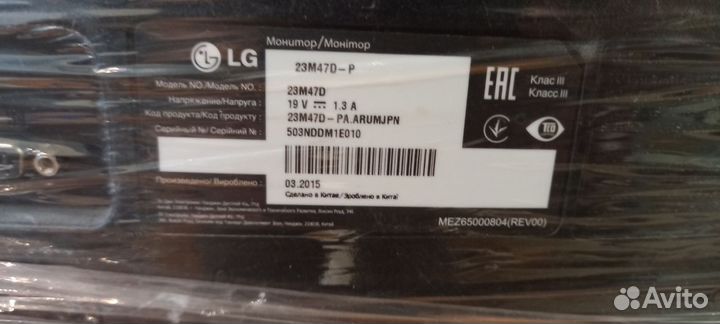 LG
Монитор/Монітор
23M47D-P
Модель NO./Модель NO. :
23M47D
Напряжение/Напруга :
19 V 1.3 A
Код продукта/Код продукту :
23M47D-PA.ARUMJPN
Серийный №/Серійний № :
503NDDM1E010
EAC
Клас III
Класс III
TCO
Произведено/Вироблено :
03.2015
Сделано в Китае/Зроблено в Китаї
MEZ65000804(REV00)
Avito